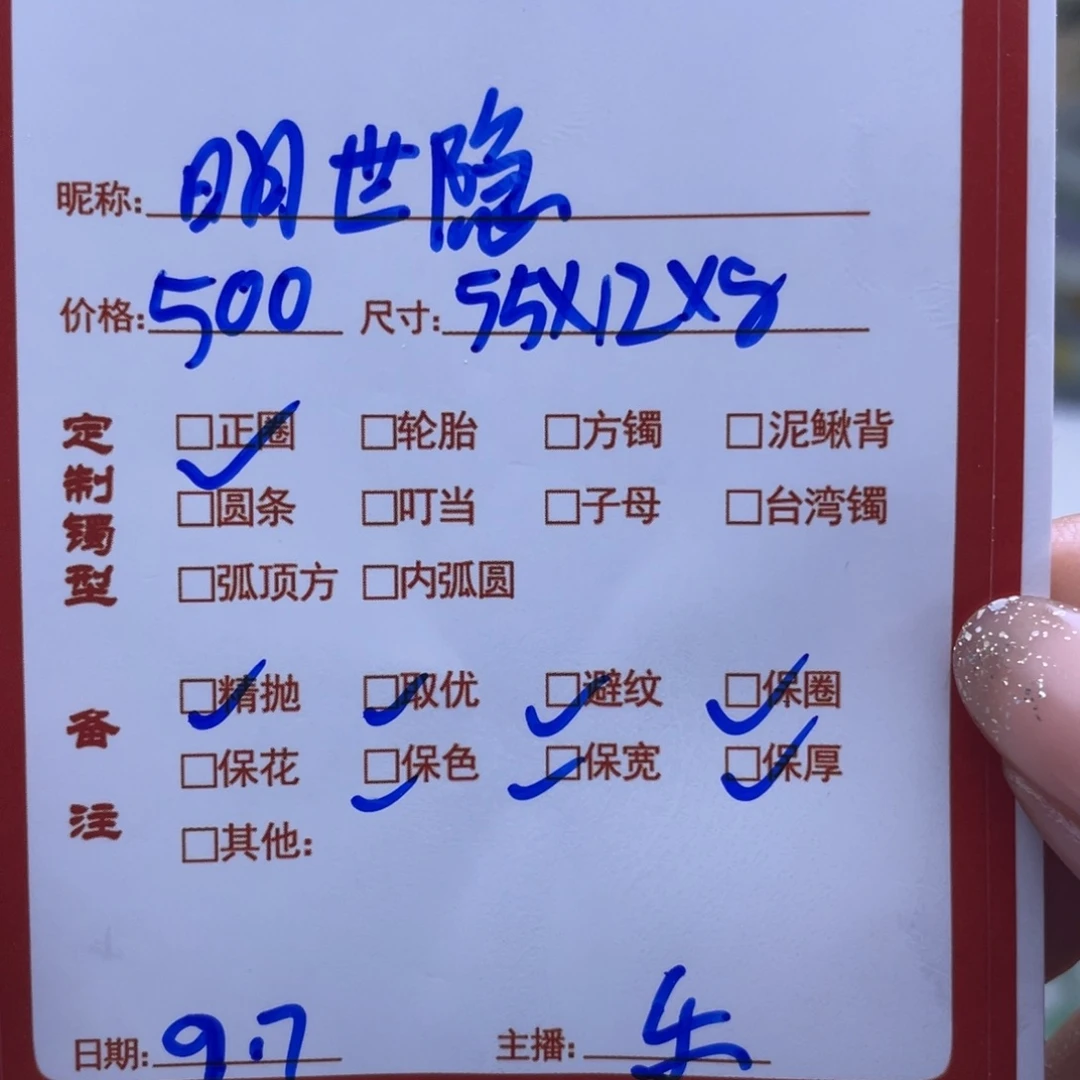 昵称:明世隐
价格:500 尺寸:55X12X8
定制镯型
□正圈 □轮胎 □方镯 □泥鳅背
□圆条 □叮当 □子母 □台湾镯
□弧顶方 □内弧圆
备注
□精抛 □取优 □避纹 □保圈
□保花 □保色 □保宽 □保厚
□其他:
日期:9.7 主播: